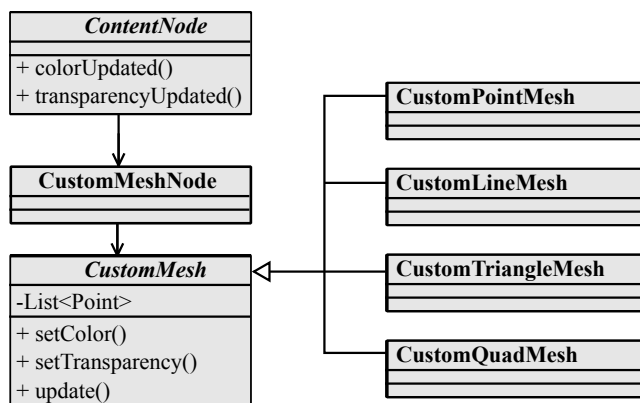 ContentNode
+ colorUpdated()
+ transparencyUpdated()
CustomMeshNode
CustomMesh
-List<Point>
+ setColor()
+ setTransparency()
+ update()
CustomPointMesh
CustomLineMesh
CustomTriangleMesh
CustomQuadMesh